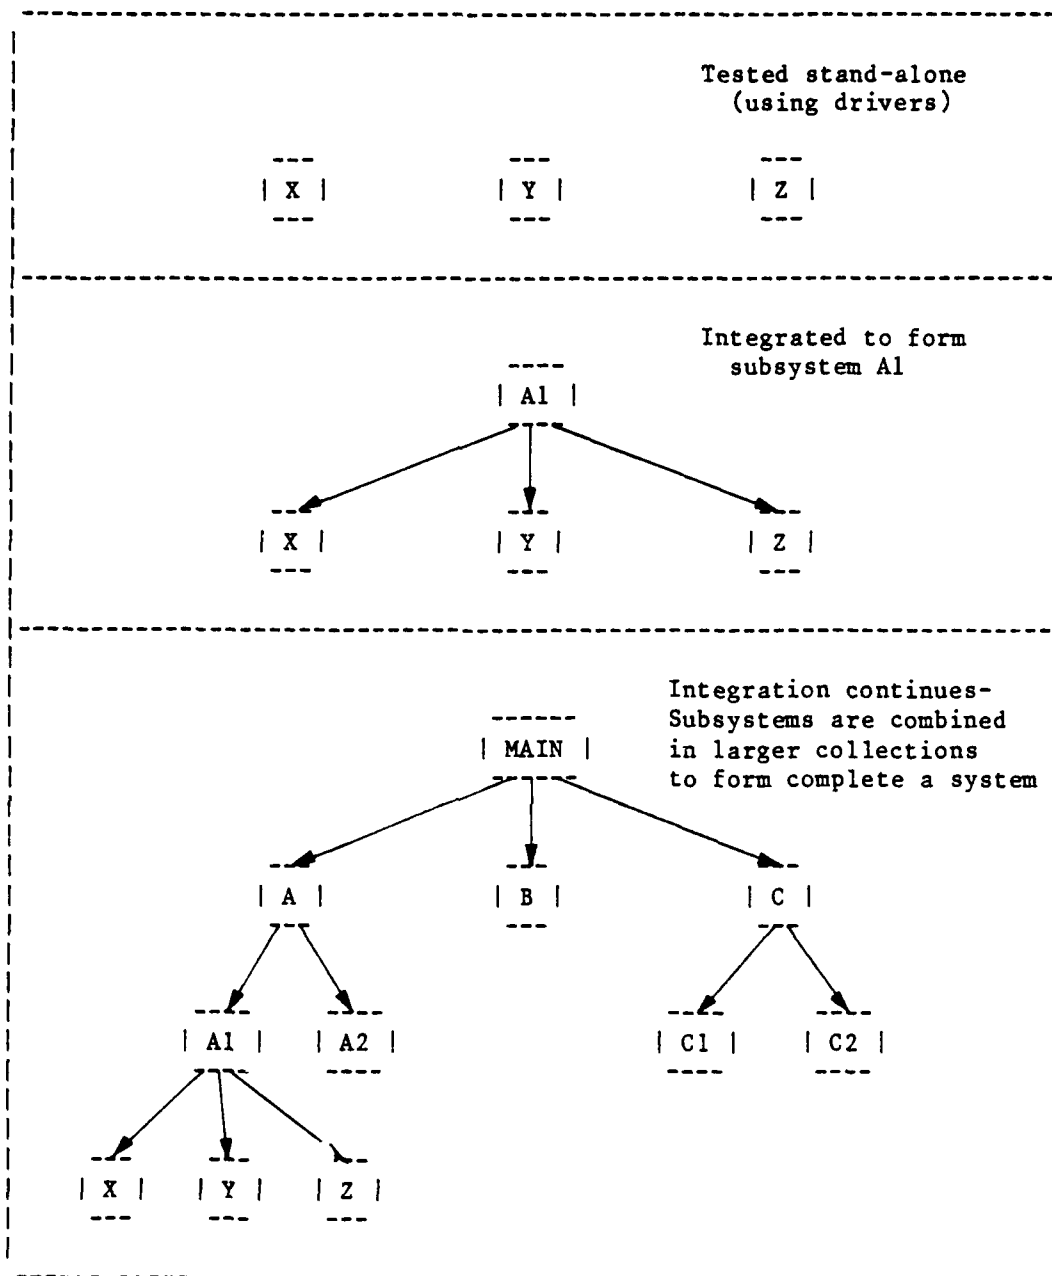 Tested stand-alone
(using drivers)
| X | | Y | | Z |
Integrated to form
subsystem A1
| A1 |
| X | | Y | | Z |
Integration continues-
Subsystems are combined
in larger collections
to form complete a system
| MAIN |
| A | | B | | C |
| A1 | | A2 | | C1 | | C2 |
| X | | Y | | Z |